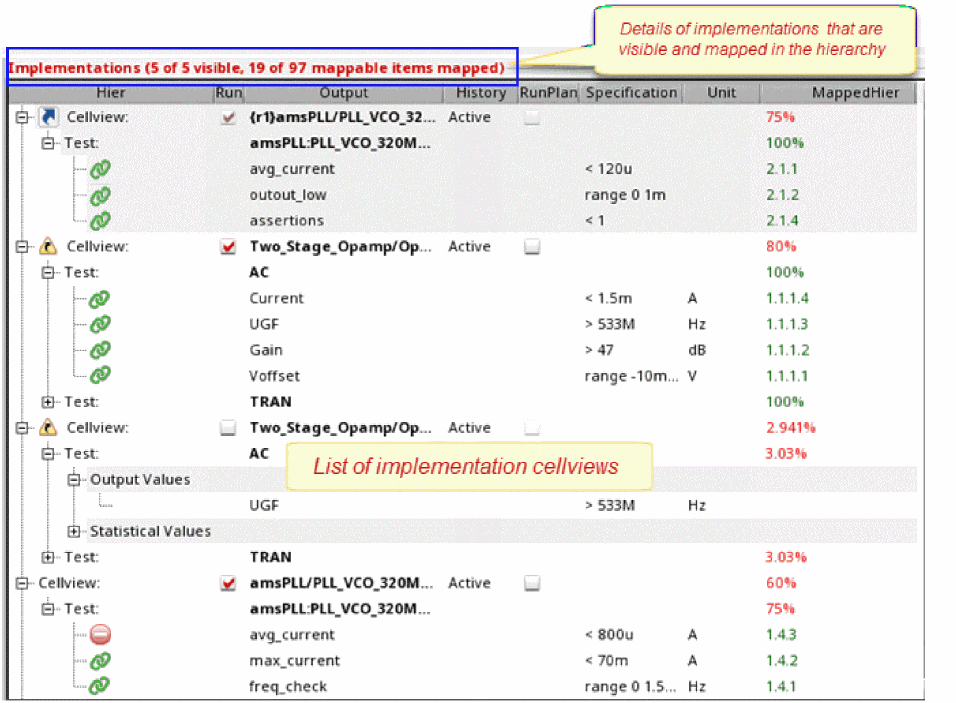 Details of implementations that are
visible and mapped in the hierarchy
Implementations (5 of 5 visible, 19 of 97 mappable items mapped)
Hier Run Output History RunPlan Specification Unit MappedHier
Cellview: {r1}amsPLL/PLL_VCO_32... Active 75%
Test: amsPLL:PLL_VCO_320M... 100%
avg_current < 120u 2.1.1
outout_low range 0 1m 2.1.2
assertions < 1 2.1.4
Cellview: Two_Stage_Opamp/Op... Active 80%
Test: AC 100%
Current < 1.5m A 1.1.1.4
UGF > 533M Hz 1.1.1.3
Gain > 47 dB 1.1.1.2
Voffset range -10m... V 1.1.1.1
Test: TRAN 100%
Cellview: Two_Stage_Opamp/Op... Active 2.941%
Test: AC 3.03%
List of implementation cellviews
Output Values
UGF > 533M Hz
Statistical Values
Test: TRAN 3.03%
Cellview: amsPLL/PLL_VCO_320M... Active 60%
Test: amsPLL:PLL_VCO_320M... 75%
avg_current < 800u A 1.4.3
max_current < 70m A 1.4.2
freq_check range 0 1.5... Hz 1.4.1